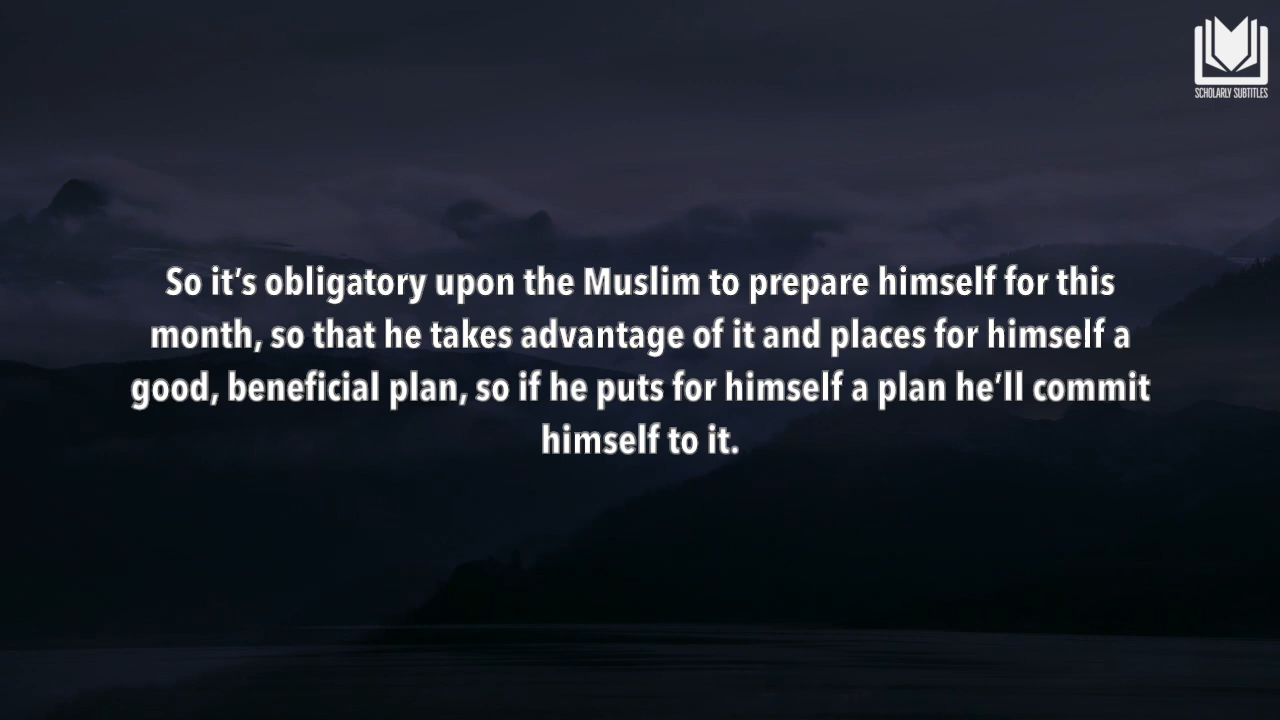 SCHOLARLY SUBTITLES
So it’s obligatory upon the Muslim to prepare himself for this
month, so that he takes advantage of it and places for himself a
good, beneficial plan, so if he puts for himself a plan he’ll commit
himself to it.